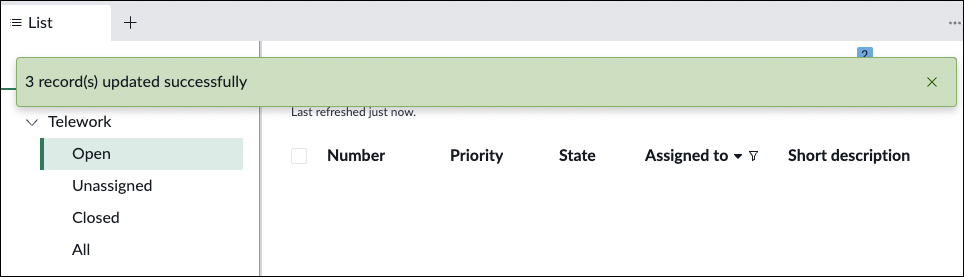 List
2
3 record(s) updated successfully
Last refreshed just now.
Telework
Open
Unassigned
Closed
All
Number Priority State Assigned to Short description